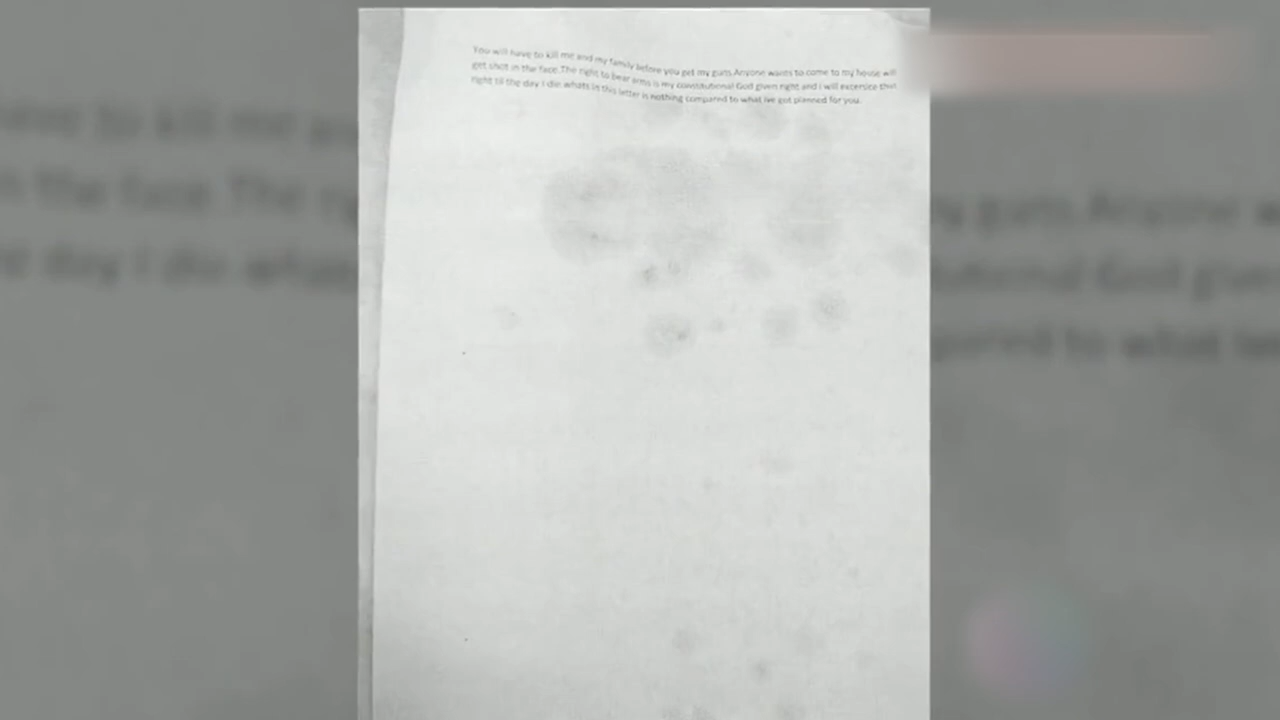 You will have to kill me and my family before you get my guns.Anyone wants to come to my house will
get shot in the face.The right to bear arms is my constitutional God given right and i will excersice that
right til the day I die.whats in this letter is nothing compared to what ive got planned for you.